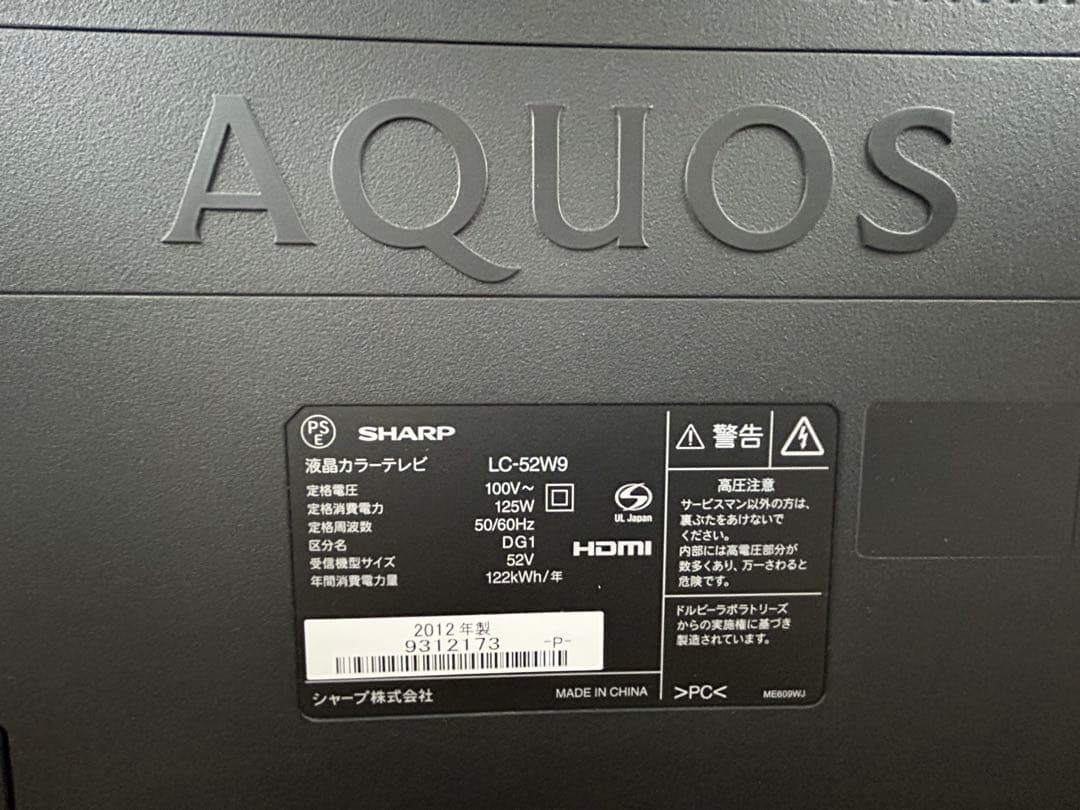 AQUOS
PS
E
SHARP
液晶カラーテレビ LC-52W9
定格電圧 100V～
定格消費電力 125W
定格周波数 50/60Hz
区分名 DG1
受信機型サイズ 52V
年間消費電力量 122kWh/年
S
UL Japan
HDMI
2012年製
9312173 -P-
シャープ株式会社 MADE IN CHINA
警告
高圧注意
サービスマン以外の方は、
裏ぶたをあけないで
ください。
内部には高電圧部分が
数多くあり、万一さわると
危険です。
ドルビーラボラトリーズ
からの実施権に基づき
製造されています。
>PC< ME609WJ